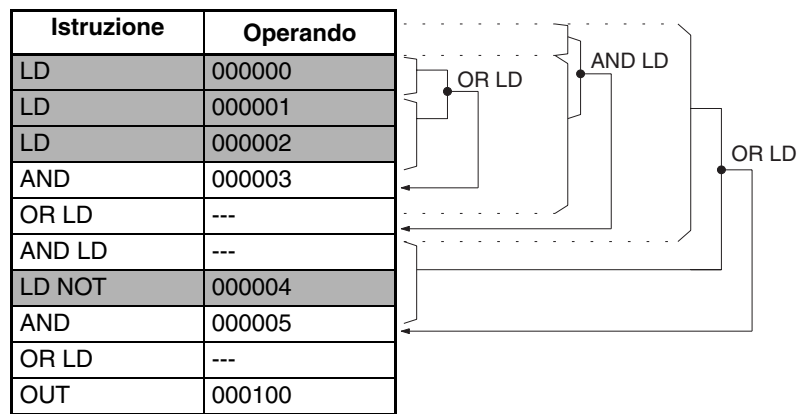 Istruzione Operando
LD 000000
LD 000001
LD 000002
AND 000003
OR LD ---
AND LD ---
LD NOT 000004
AND 000005
OR LD ---
OUT 000100
OR LD
AND LD
OR LD